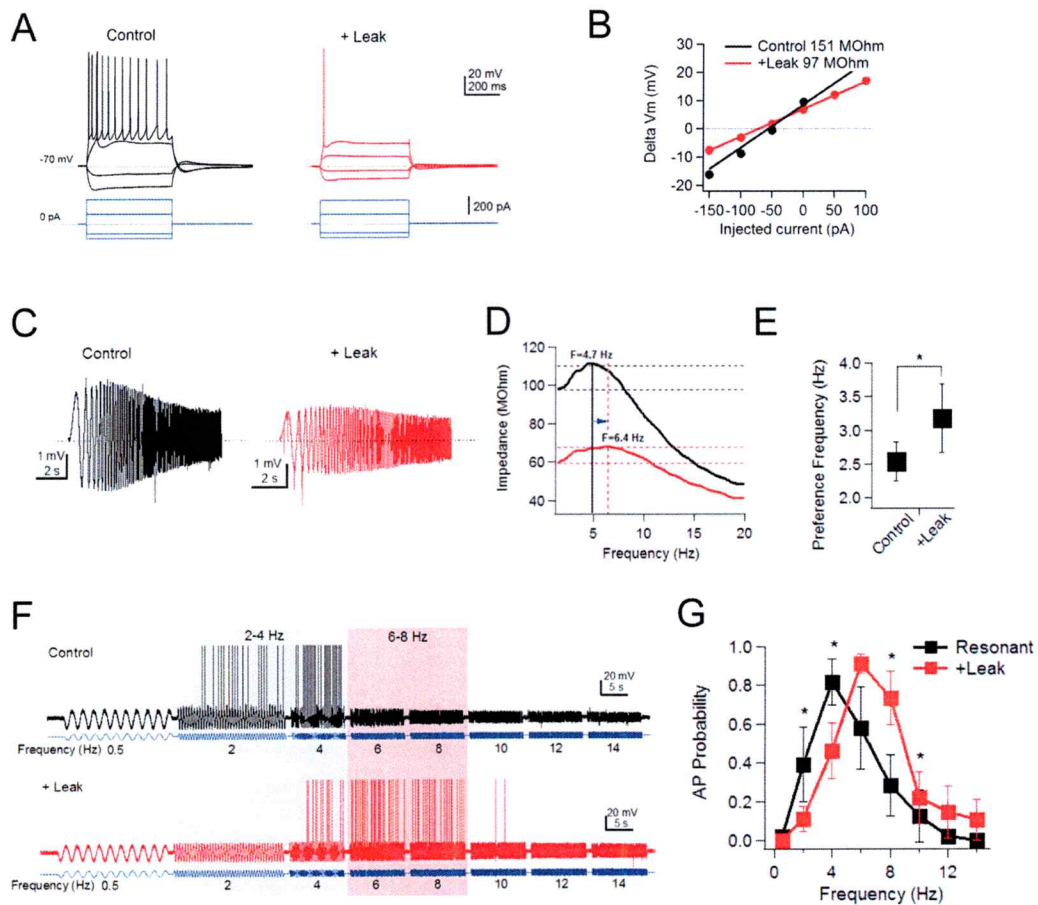 A
Control
+ Leak
20 mV
200 ms
-70 mV
0 pA
200 pA
B
Control 151 MOhm
+Leak 97 MOhm
Delta Vm (mV)
30
20
10
0
-10
-20
-150 -100 -50 0 50 100
Injected current (pA)
C
Control
+ Leak
1 mV
2 s
1 mV
2 s
D
Impedance (MOhm)
120
100
80
60
40
F=4.7 Hz
F=6.4 Hz
5 10 15 20
Frequency (Hz)
E
Preference Frequency (Hz)
4.0
3.5
3.0
2.5
2.0
*
Control
+Leak
F
Control
2-4 Hz
6-8 Hz
20 mV
5 s
Frequency (Hz) 0.5 2 4 6 8 10 12 14
+ Leak
20 mV
5 s
Frequency (Hz) 0.5 2 4 6 8 10 12 14
G
Resonant
+Leak
AP Probability
1.0
0.8
0.6
0.4
0.2
0.0
* * * *
0 4 8 12
Frequency (Hz)